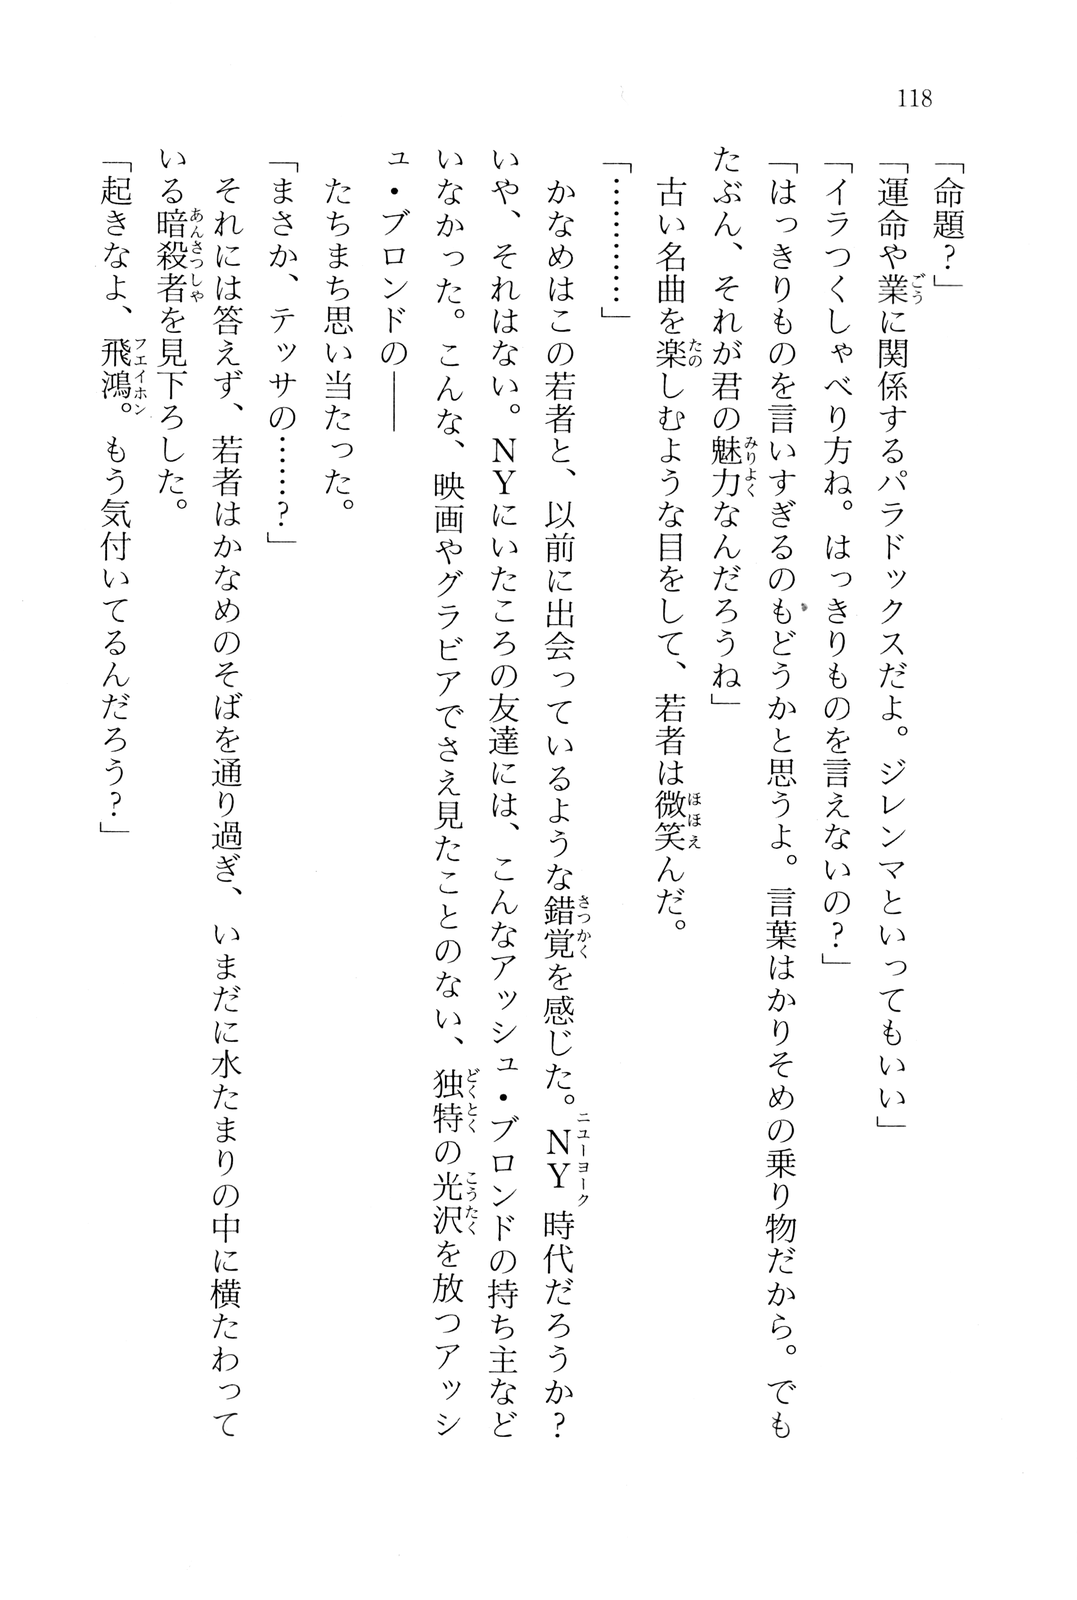 118
「命題？」
「運命や業に関係するパラドックスだよ。ジレンマといってもいい」
「イラつくしゃべり方ね。はっきりものを言えないの？」
「はっきりものを言いすぎるのもどうかと思うよ。言葉はかりそめの乗り物だから。でも
たぶん、それが君の魅力なんだろうね」
古い名曲を楽しむような目をして、若者は微笑んだ。
「…………」
かなめはこの若者と、以前に出会っているような錯覚を感じた。NY時代だろうか？
いや、それはない。NYにいたころの友達には、こんなアッシュ・ブロンドの持ち主など
いなかった。こんな、映画やグラビアでさえ見たことのない、独特の光沢を放つアッシ
ュ・ブロンドの――
たちまち思い当たった。
「まさか、テッサの……？」
それには答えず、若者はかなめのそばを通り過ぎ、いまだに水たまりの中に横たわって
いる暗殺者を見下ろした。
「起きなよ、飛鴻。もう気付いてるんだろう？」